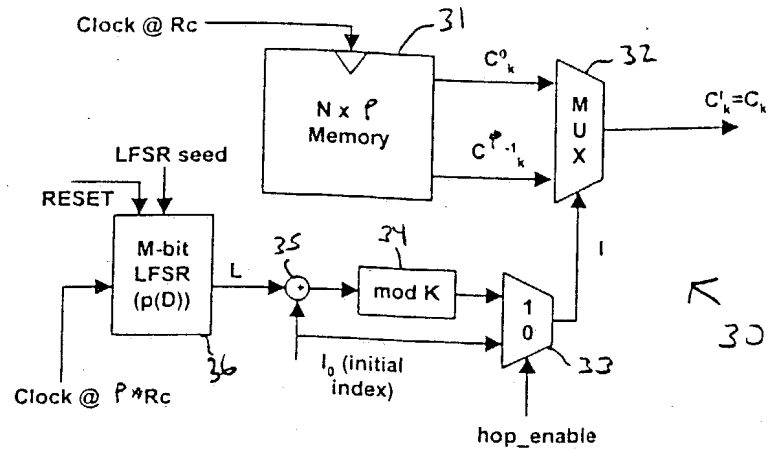 Clock @ Rc
31
32
C⁰ₖ
N x ρ
Memory
M
U
X
C'ₖ=Cₖ
C^ρ-1ₖ
LFSR seed
RESET
M-bit
LFSR
(p(D))
L
35
+
34
mod K
1
0
I
30
I₀ (initial
index)
36
33
Clock @ ρ*Rc
hop_enable